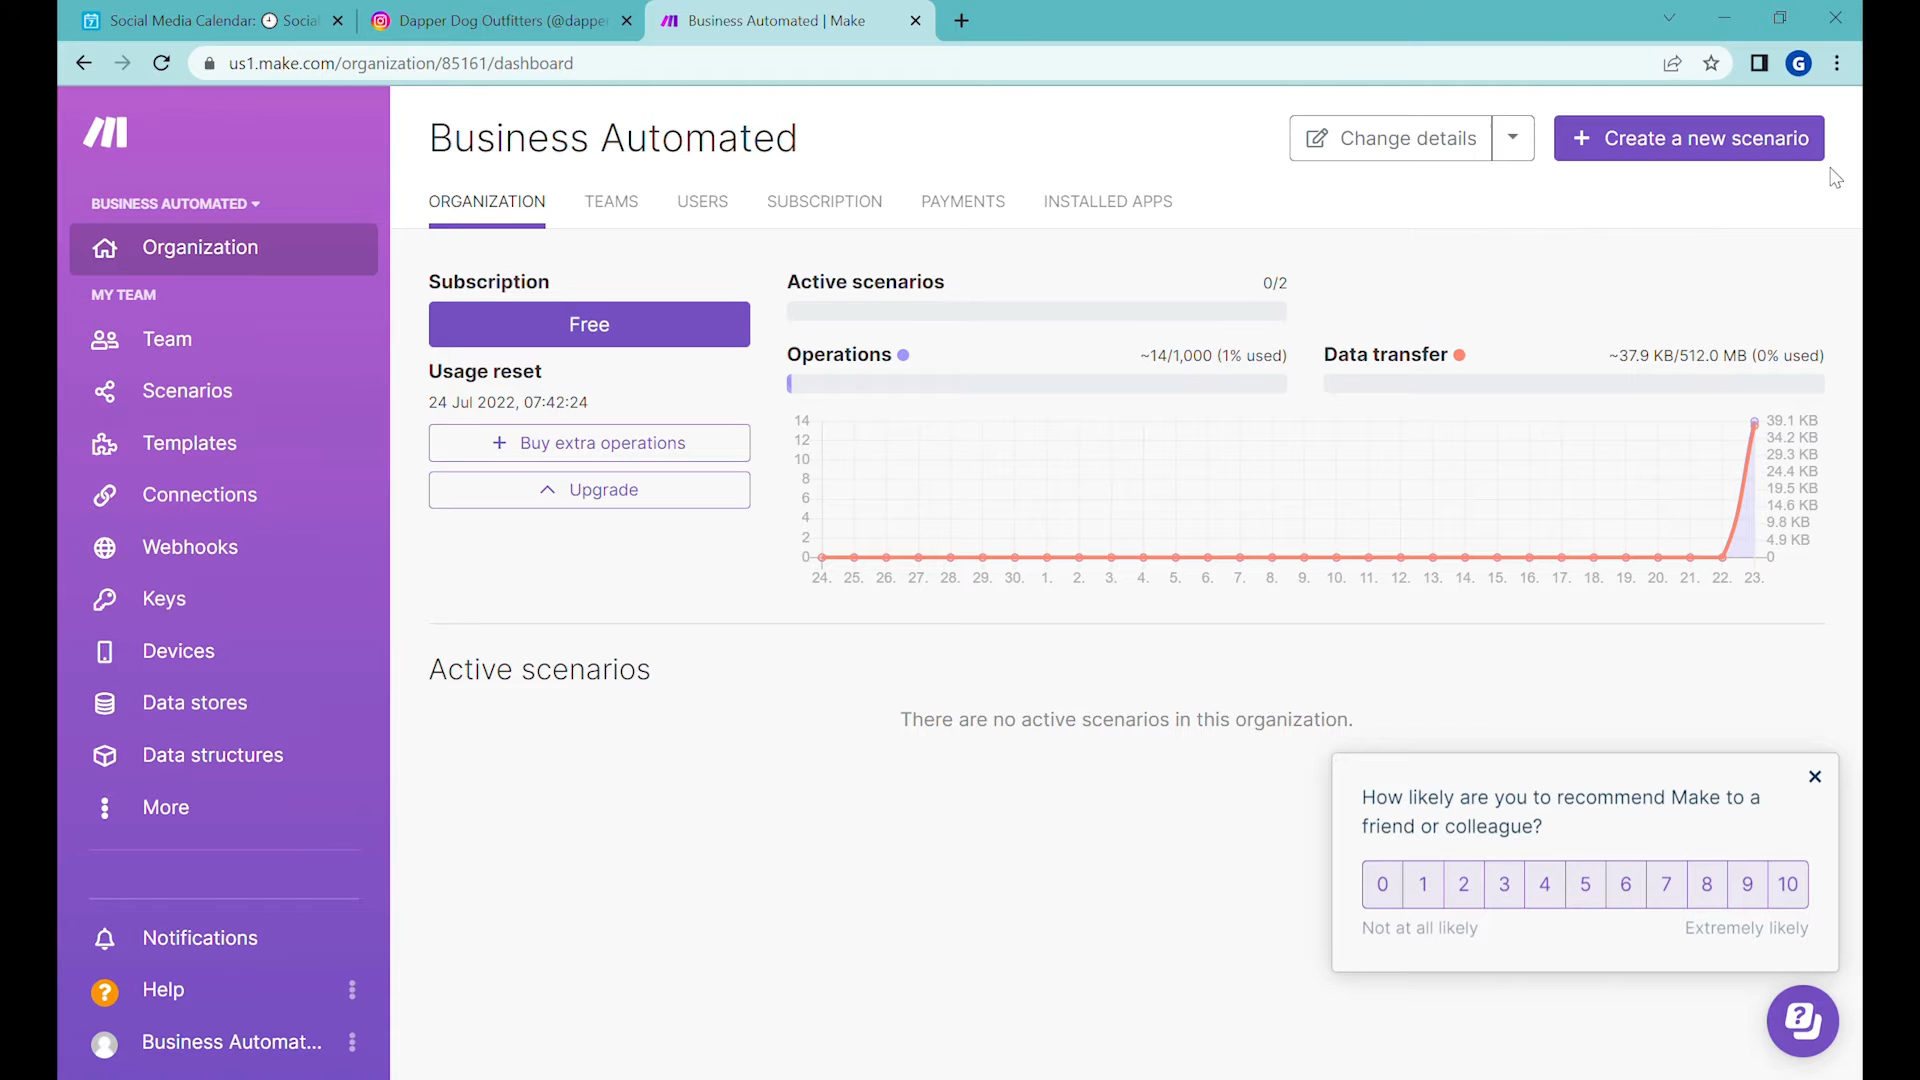 Social Media Calendar: Socia
Dapper Dog Outfitters (@dappe
Business Automated | Make
us1.make.com/organization/85161/dashboard
G
Business Automated
Change details
+ Create a new scenario
BUSINESS AUTOMATED
ORGANIZATION
TEAMS
USERS
SUBSCRIPTION
PAYMENTS
INSTALLED APPS
Organization
MY TEAM
Team
Scenarios
Templates
Connections
Webhooks
Keys
Devices
Data stores
Data structures
More
Notifications
? Help
Business Automat...
Subscription
Free
Usage reset
24 Jul 2022, 07:42:24
+ Buy extra operations
Upgrade
Active scenarios
0/2
Operations
~14/1,000 (1% used)
Data transfer
~37.9 KB/512.0 MB (0% used)
14
12
10
8
6
4
2
0
39.1 KB
34.2 KB
29.3 KB
24.4 KB
19.5 KB
14.6 KB
9.8 KB
4.9 KB
0
24. 25. 26. 27. 28. 29. 30. 1. 2. 3. 4. 5. 6. 7. 8. 9. 10. 11. 12. 13. 14. 15. 16. 17. 18. 19. 20. 21. 22. 23.
Active scenarios
There are no active scenarios in this organization.
How likely are you to recommend Make to a
friend or colleague?
0 1 2 3 4 5 6 7 8 9 10
Not at all likely
Extremely likely
?